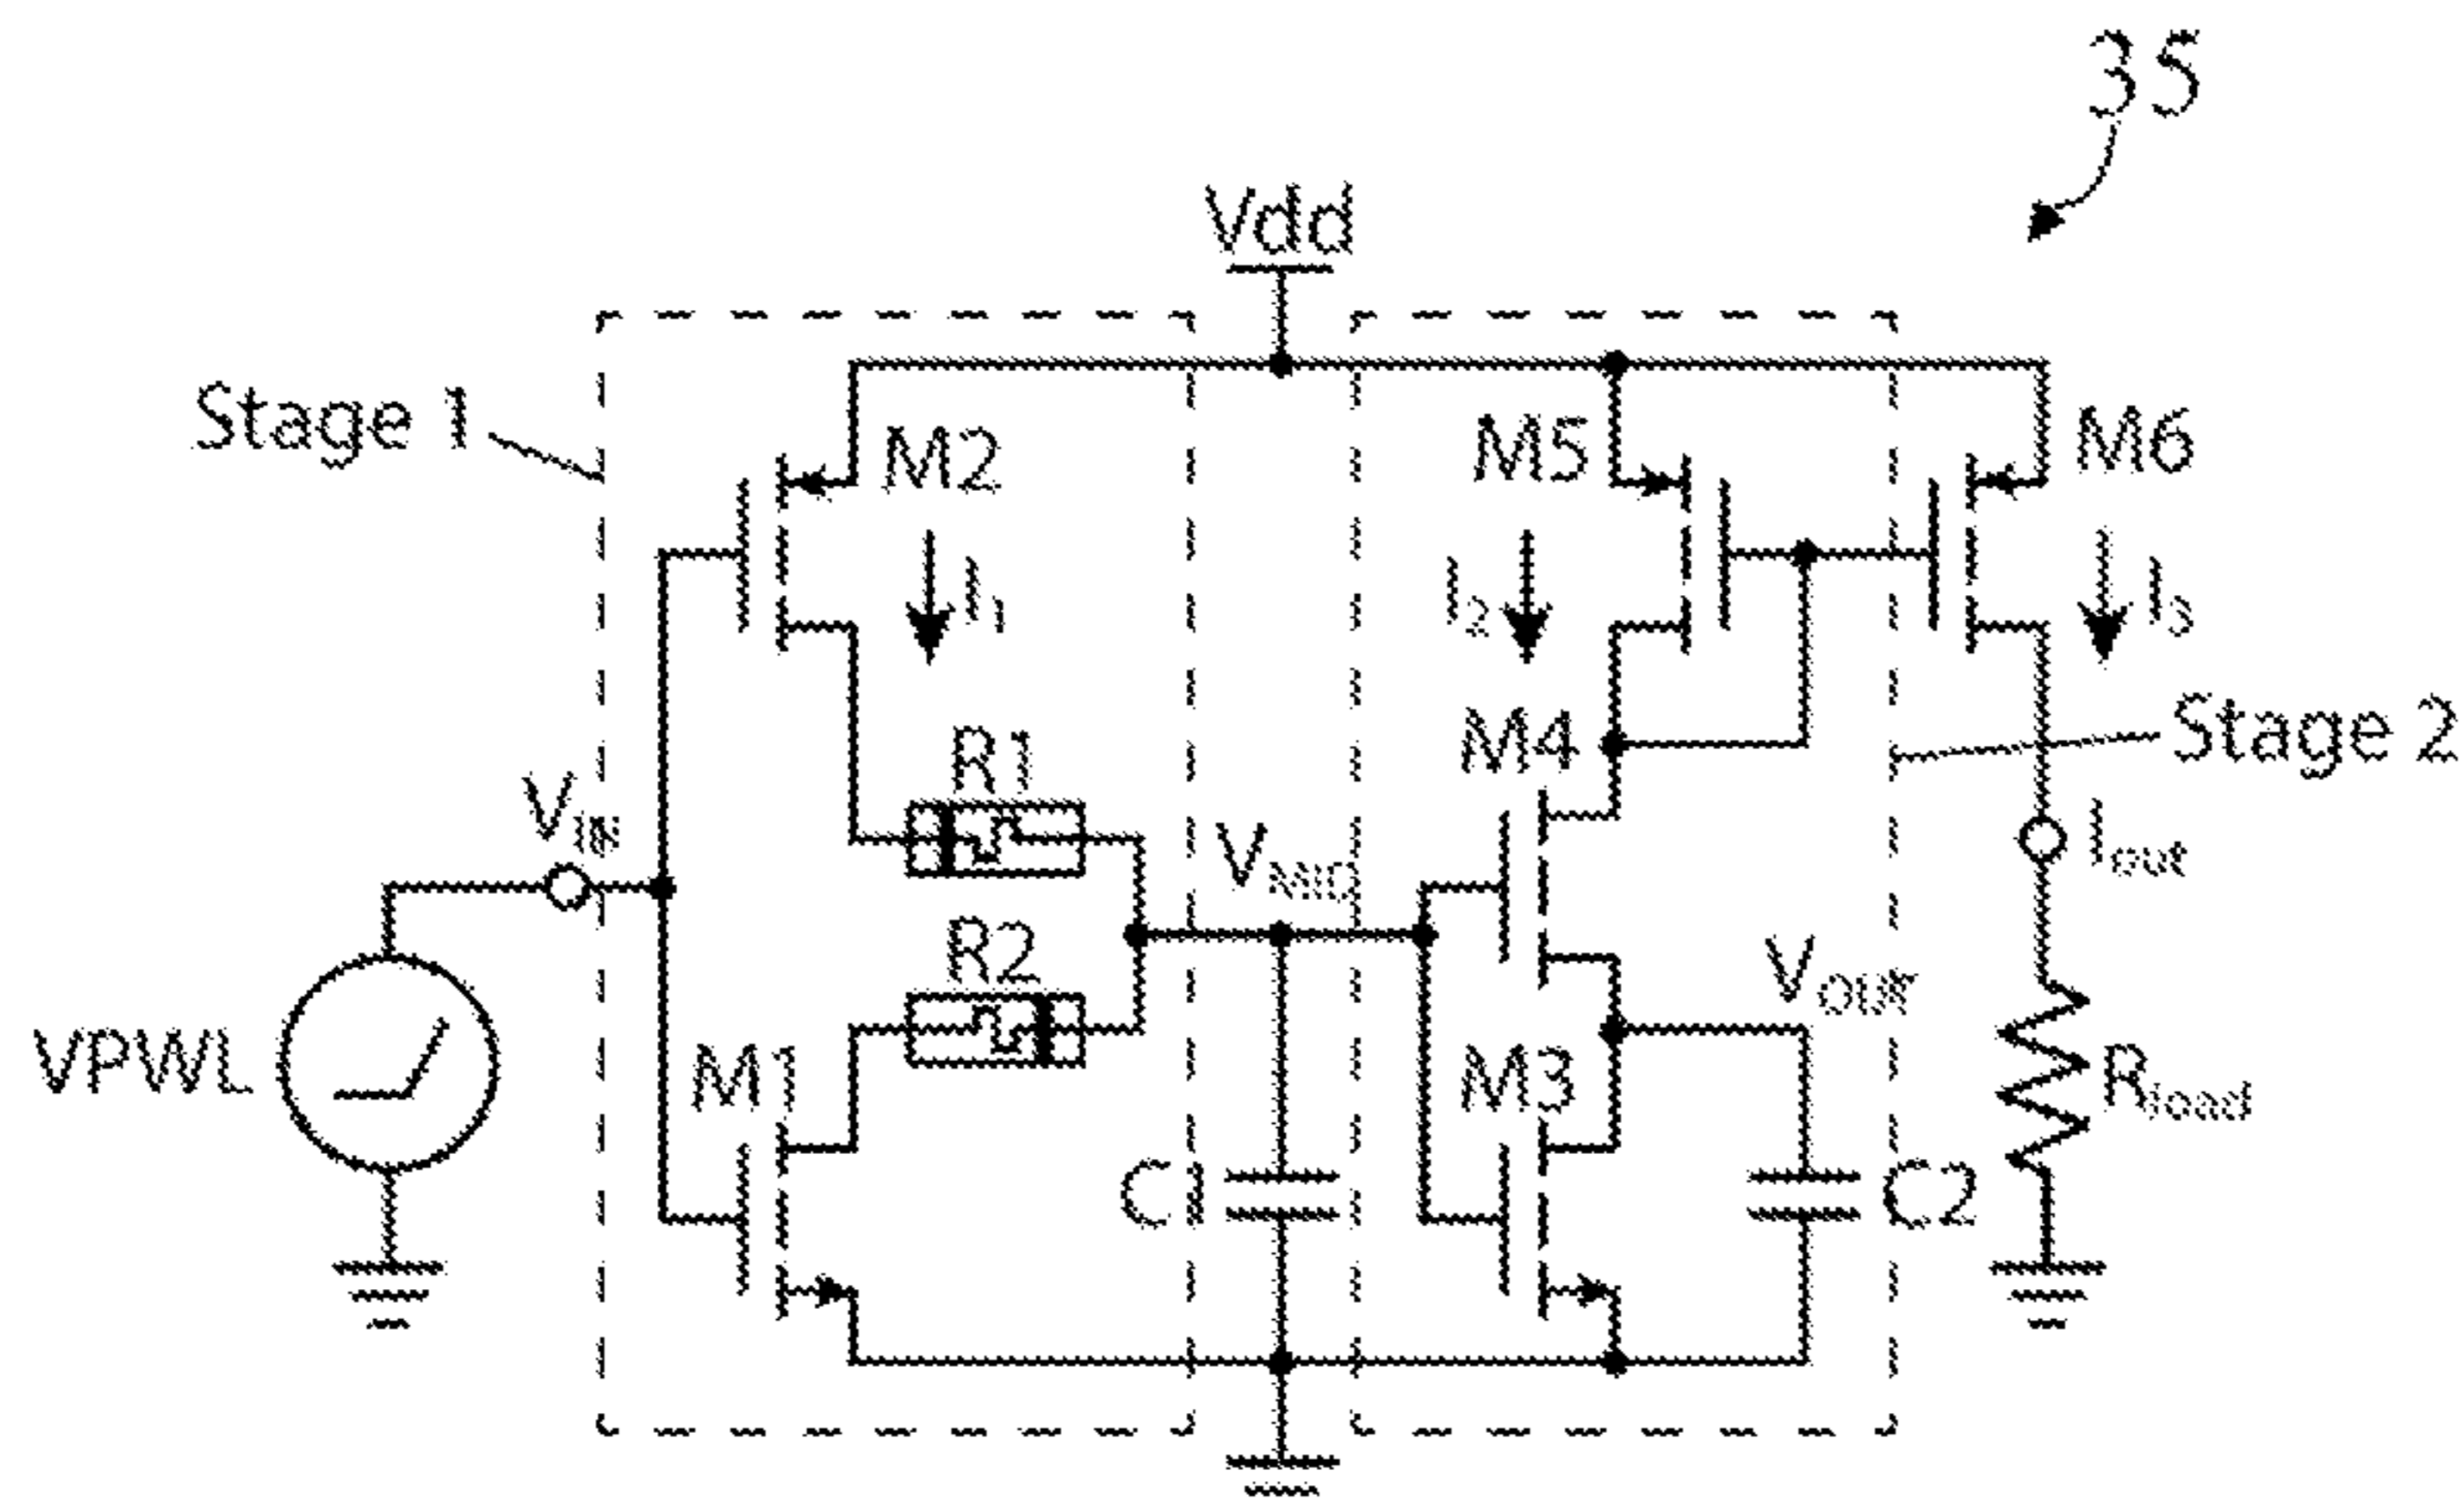 35
Vdd
Stage 1
M2
M5
M6
I1
I2
I3
R1
M4
Stage 2
Vin
VMID
Iout
R2
VOUT
VPWL
M1
M3
Rload
C1
C2